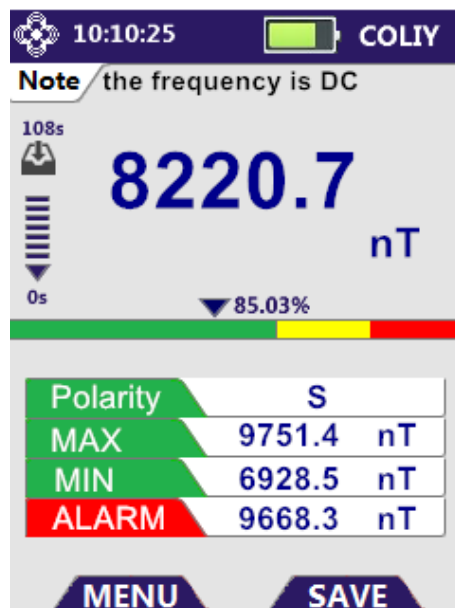 10:10:25 COLIY
Note the frequency is DC
108s
8220.7
nT
0s
85.03%
Polarity S
MAX 9751.4 nT
MIN 6928.5 nT
ALARM 9668.3 nT
MENU SAVE